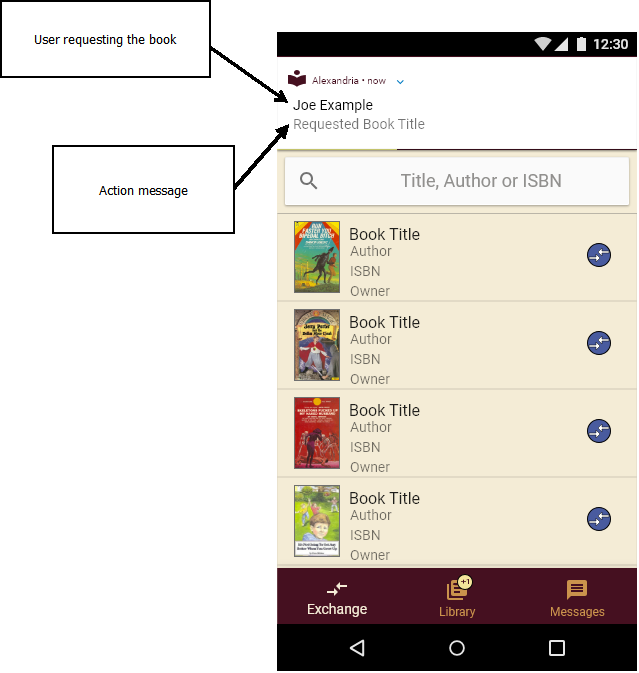 User requesting the book
12:30
Alexandria • now
Joe Example
Requested Book Title
Action message
Title, Author or ISBN
Book Title
Author
ISBN
Owner
Book Title
Author
ISBN
Owner
Book Title
Author
ISBN
Owner
Book Title
Author
ISBN
Owner
+1
Exchange
Library
Messages